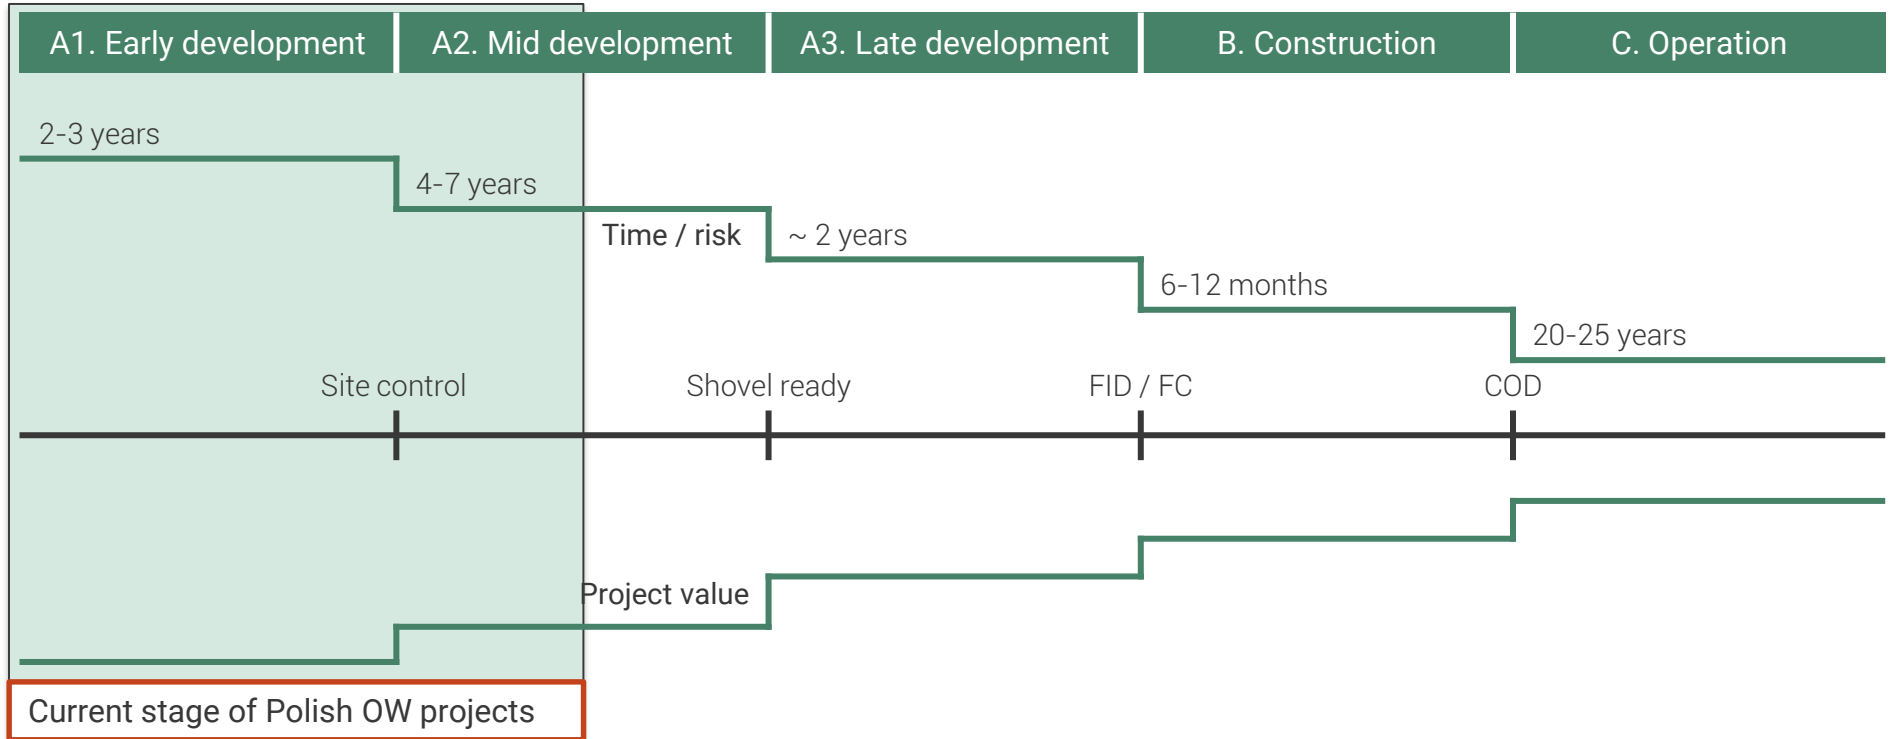 A1. Early development
A2. Mid development
A3. Late development
B. Construction
C. Operation
2-3 years
4-7 years
Time / risk
~ 2 years
6-12 months
20-25 years
Site control
Shovel ready
FID / FC
COD
Project value
Current stage of Polish OW projects